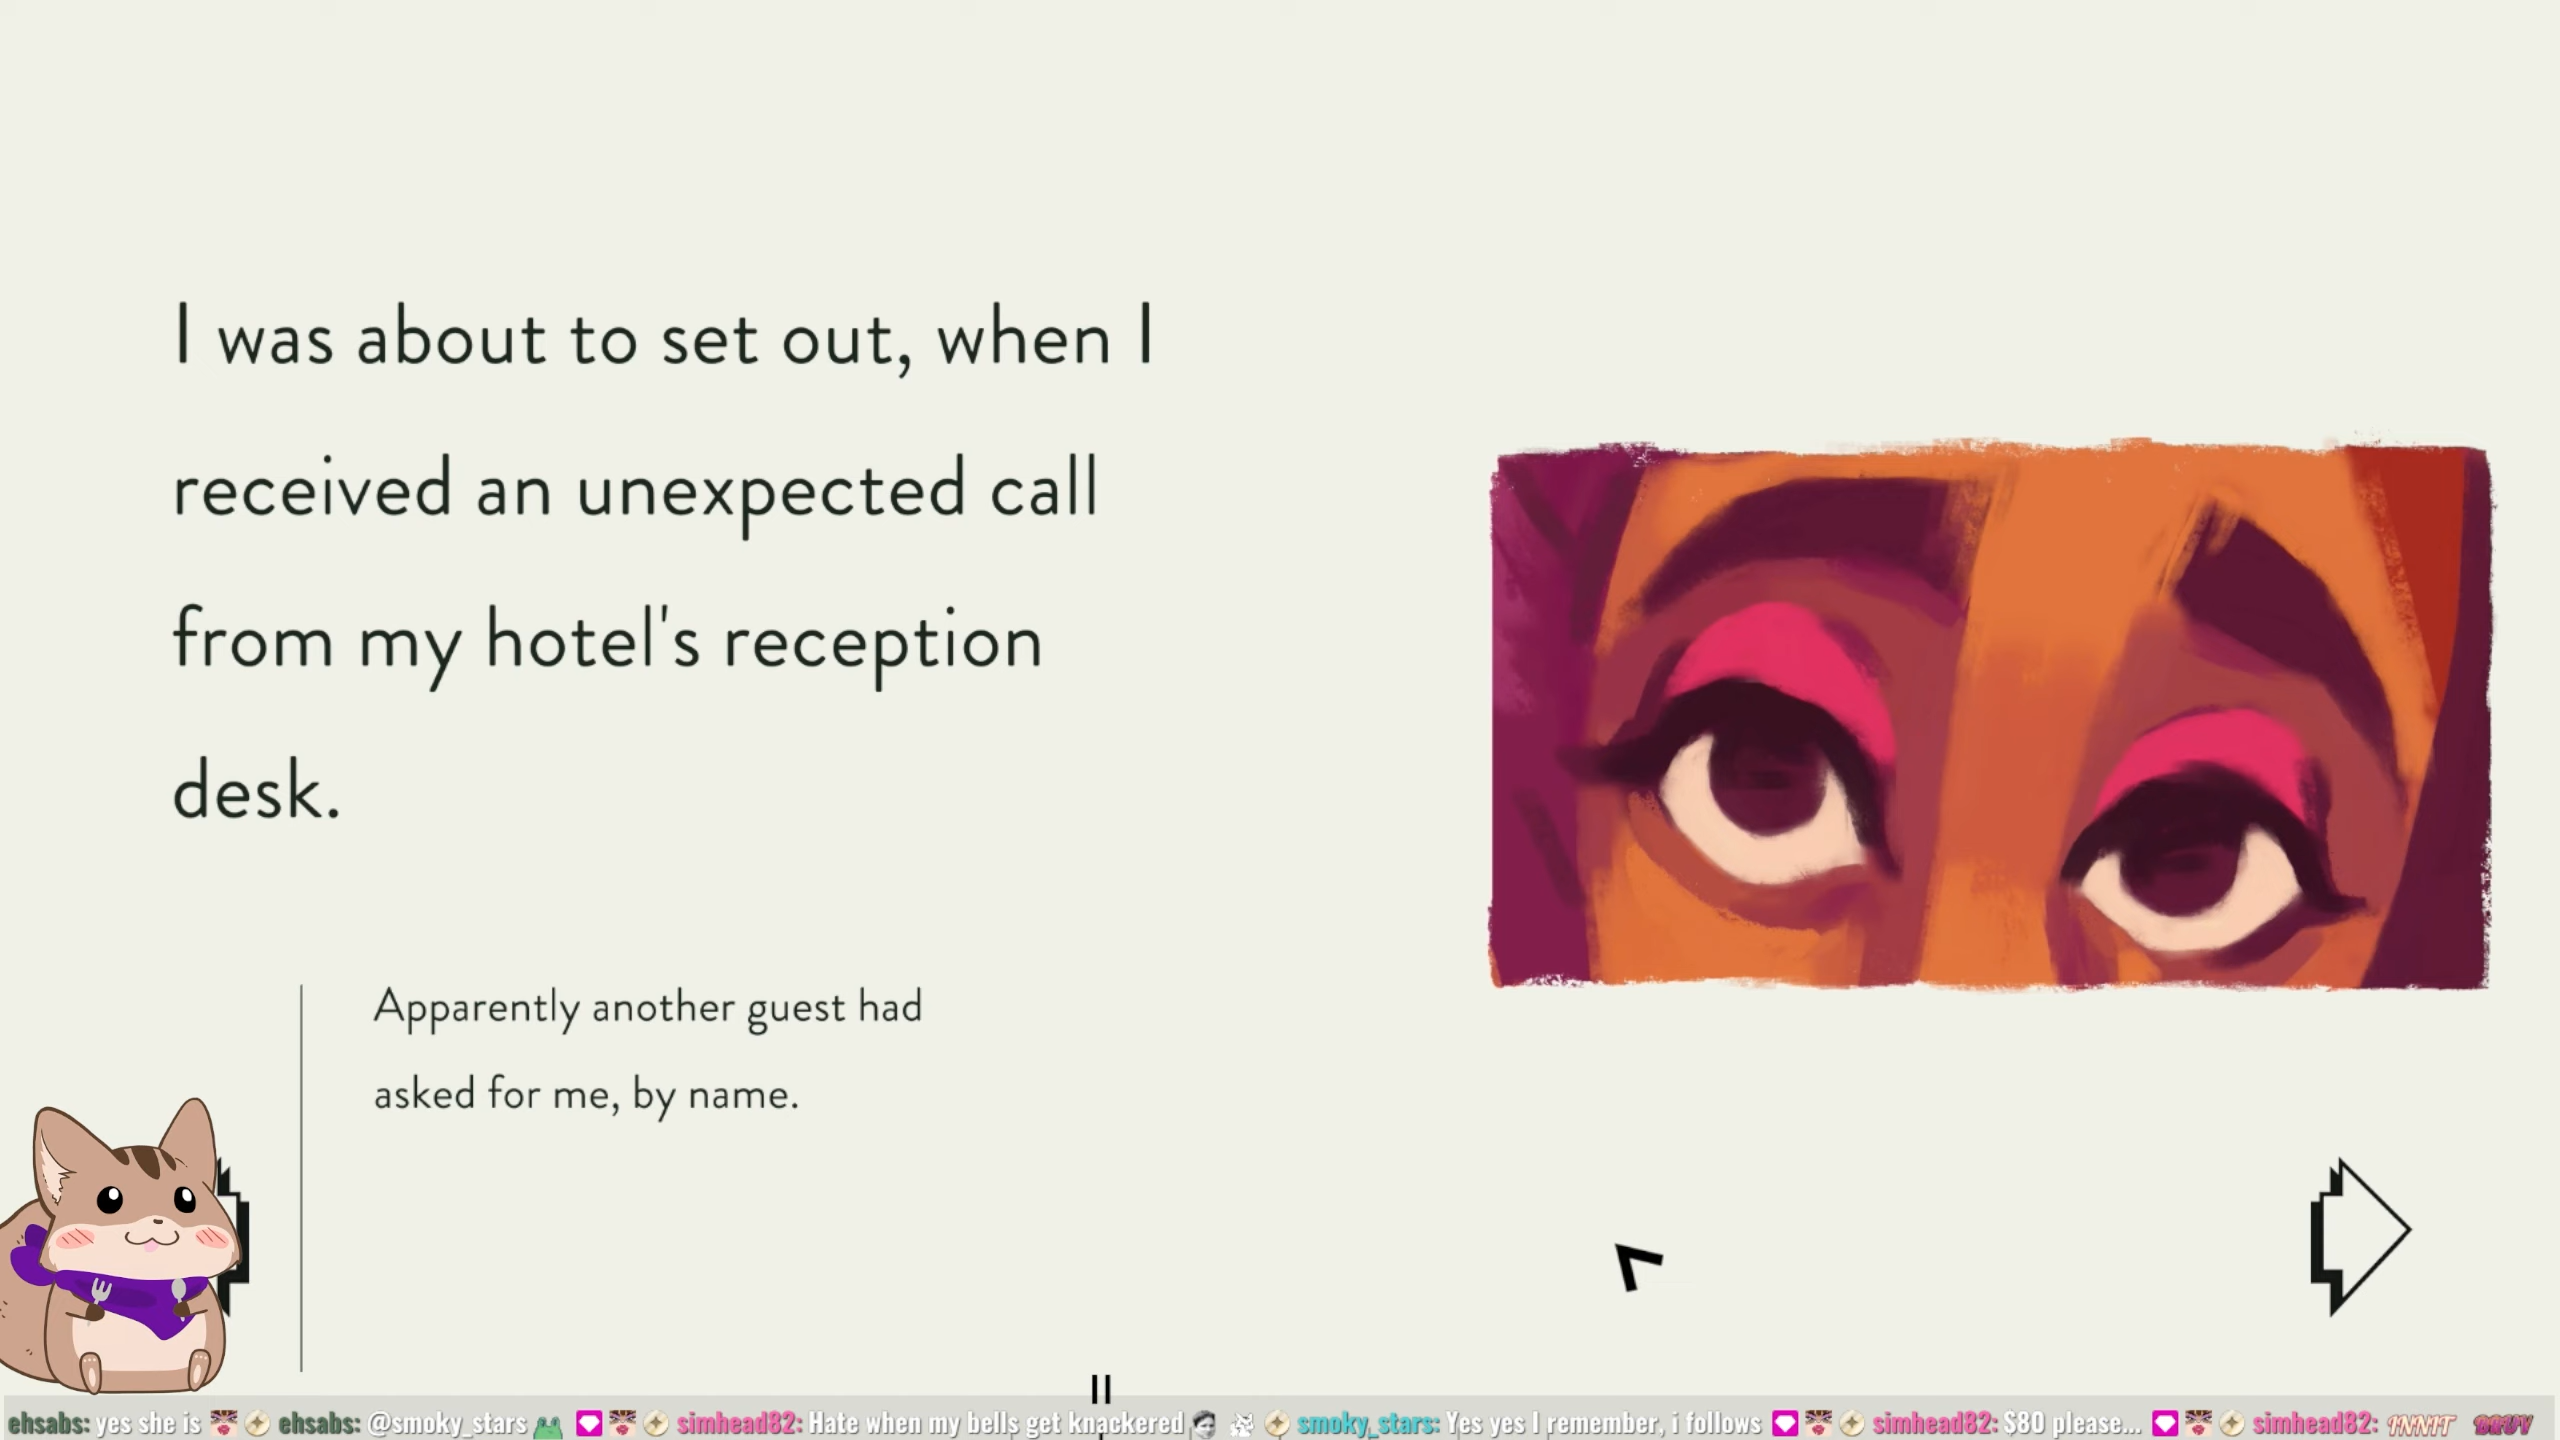 I was about to set out, when I
received an unexpected call
from my hotel's reception
desk.
Apparently another guest had
asked for me, by name.
ehsabs: yes she is ehsabs: @smoky_stars simhead82: Hate when my bells get knackered smoky_stars: Yes yes I remember, i follows simhead82: $80 please... simhead82: INNIT BRUV